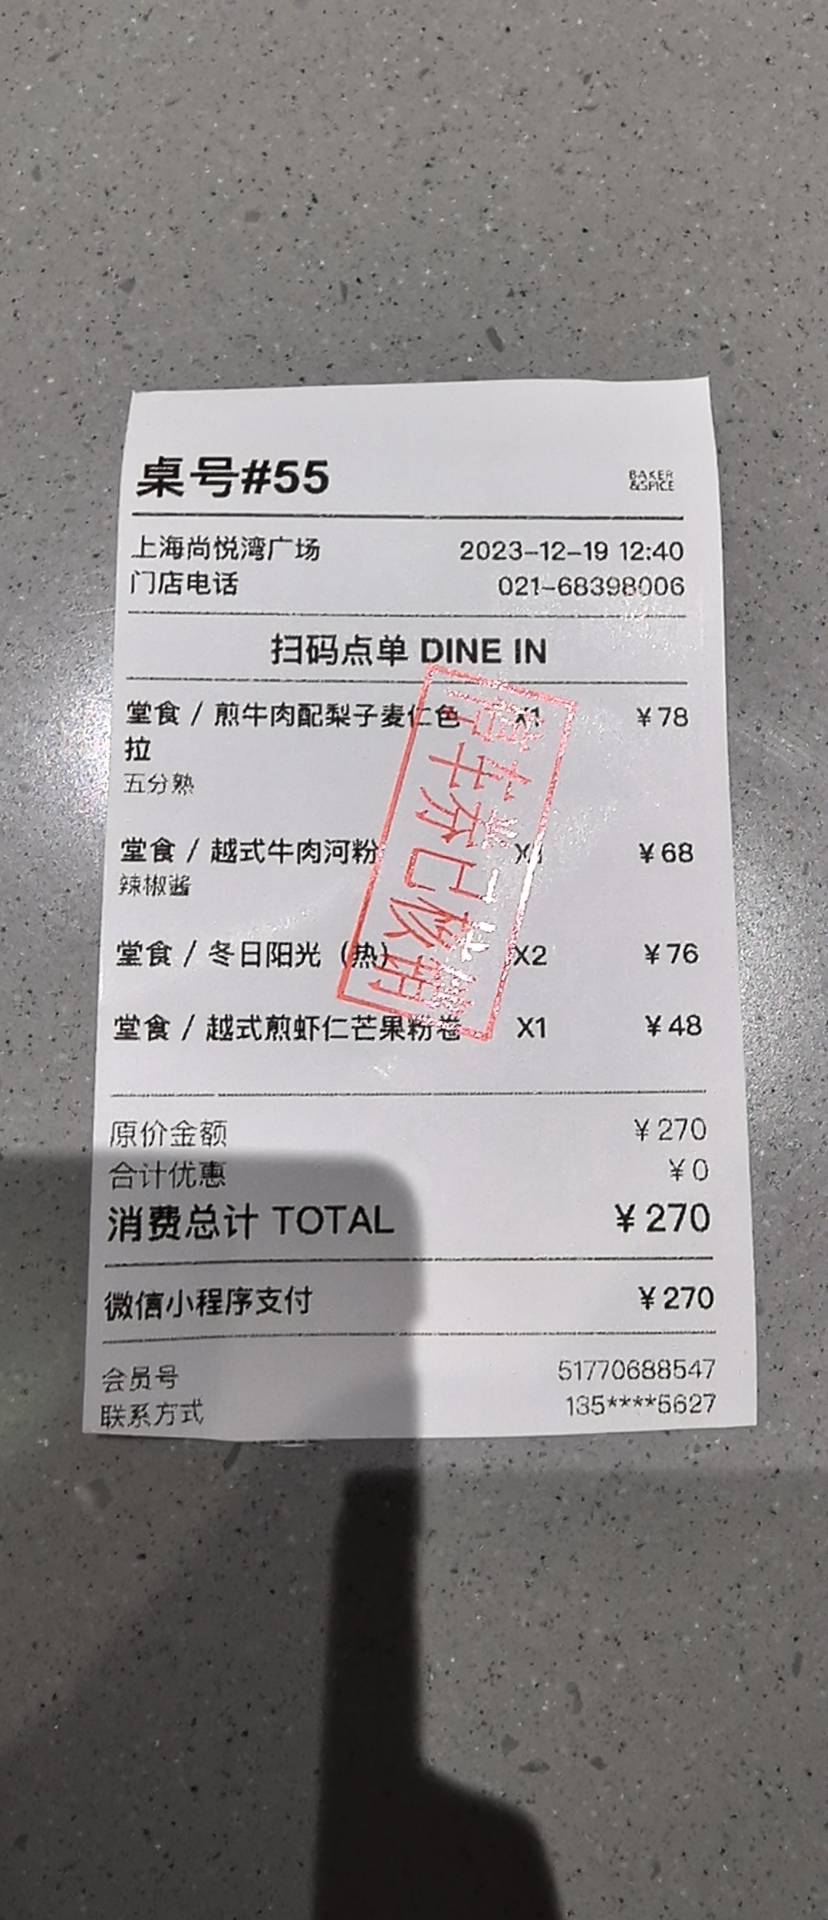 桌号#55
BAKER
&SPICE
上海尚悦湾广场 2023-12-19 12:40
门店电话 021-68398006
扫码点单 DINE IN
堂食 / 煎牛肉配梨子麦仁色 X1 ¥78
拉
五分熟
堂食 / 越式牛肉河粉 X1 ¥68
辣椒酱
堂食 / 冬日阳光 (热) X2 ¥76
堂食 / 越式煎虾仁芒果粉卷 X1 ¥48
停车券已核销
原价金额 ¥270
合计优惠 ¥0
消费总计 TOTAL ¥270
微信小程序支付 ¥270
会员号 51770688547
联系方式 135****5627